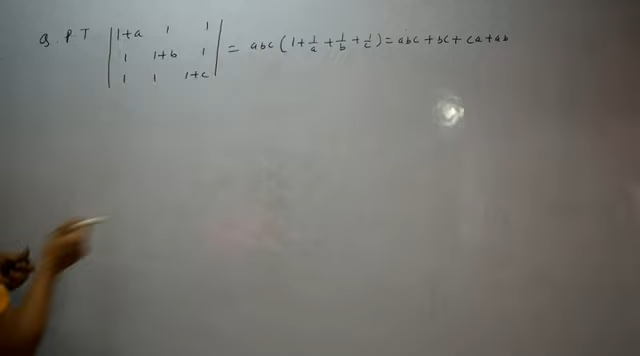 Q. P.T | 1+a 1 1 |
| 1 1+b 1 | = abc (1 + 1/a + 1/b + 1/c) = abc + bc + ca + ab
| 1 1 1+c |